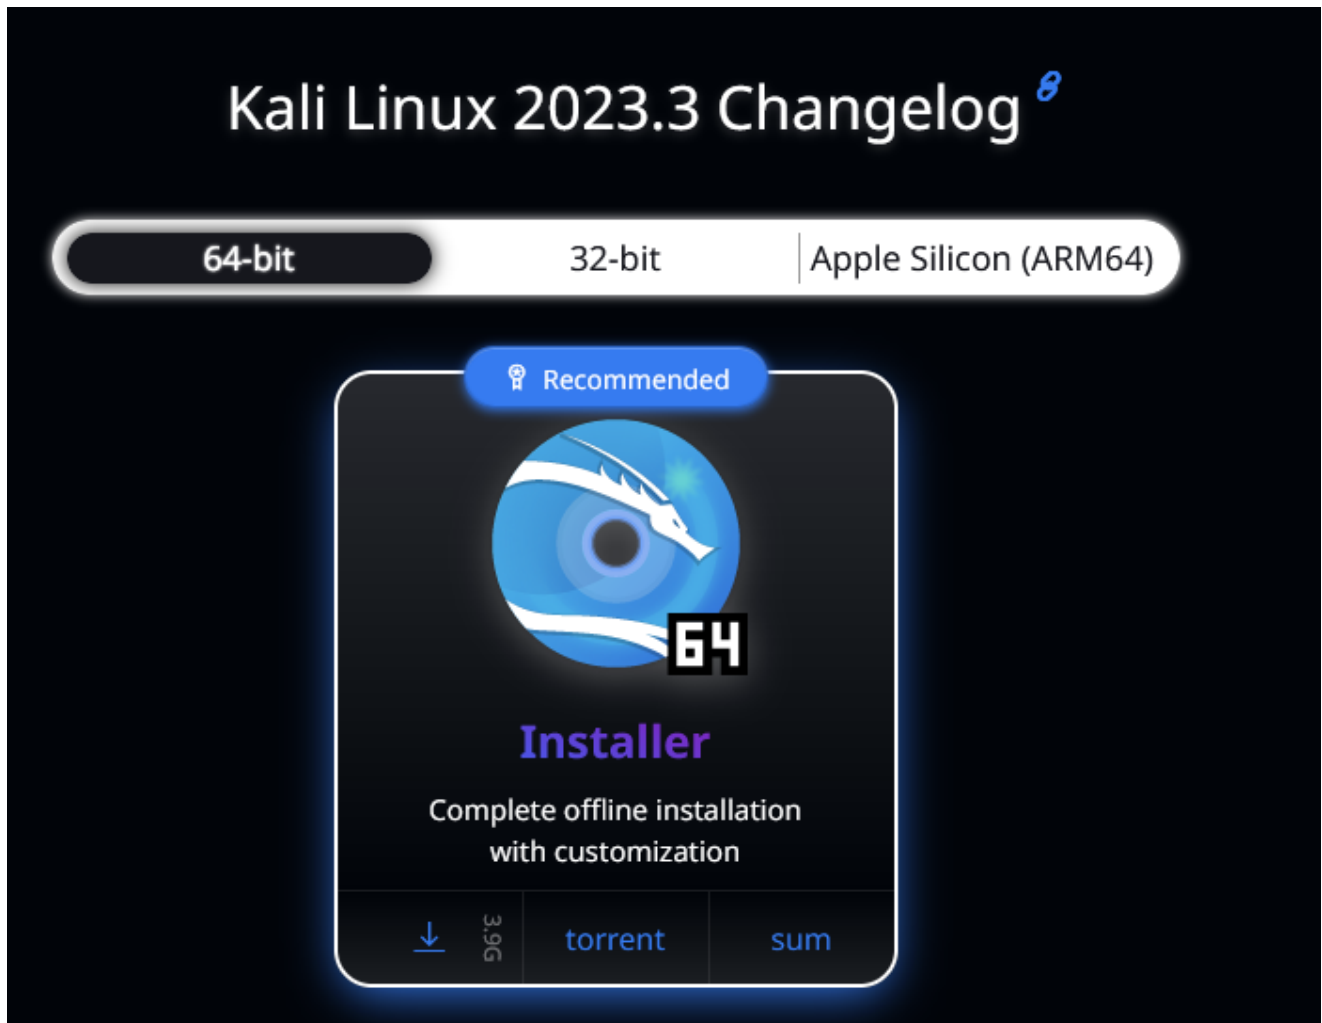 Kali Linux 2023.3 Changelog
64-bit
32-bit
Apple Silicon (ARM64)
Recommended
64
Installer
Complete offline installation
with customization
3.9G
torrent
sum